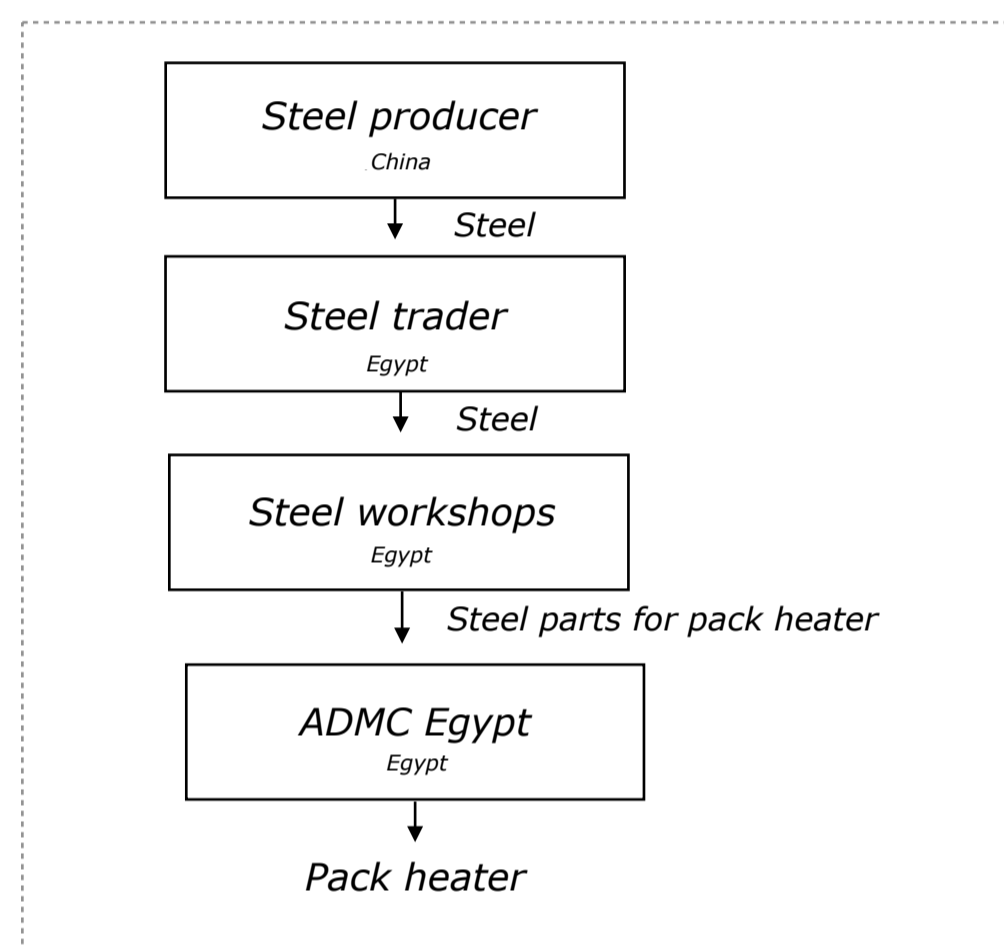 Steel producer
China
Steel
Steel trader
Egypt
Steel
Steel workshops
Egypt
Steel parts for pack heater
ADMC Egypt
Egypt
Pack heater